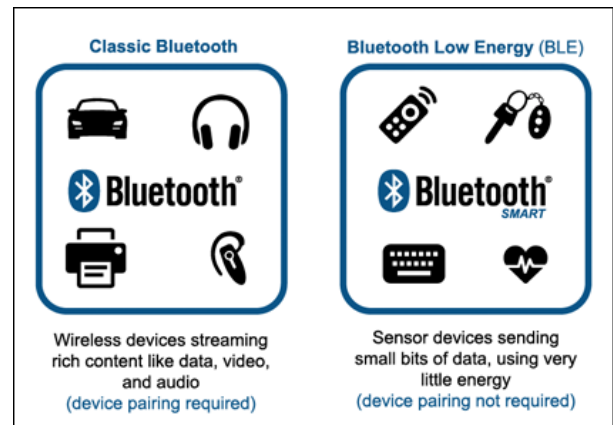 Classic Bluetooth
Bluetooth®
Wireless devices streaming
rich content like data, video,
and audio
(device pairing required)
Bluetooth Low Energy (BLE)
Bluetooth®
SMART
Sensor devices sending
small bits of data, using very
little energy
(device pairing not required)